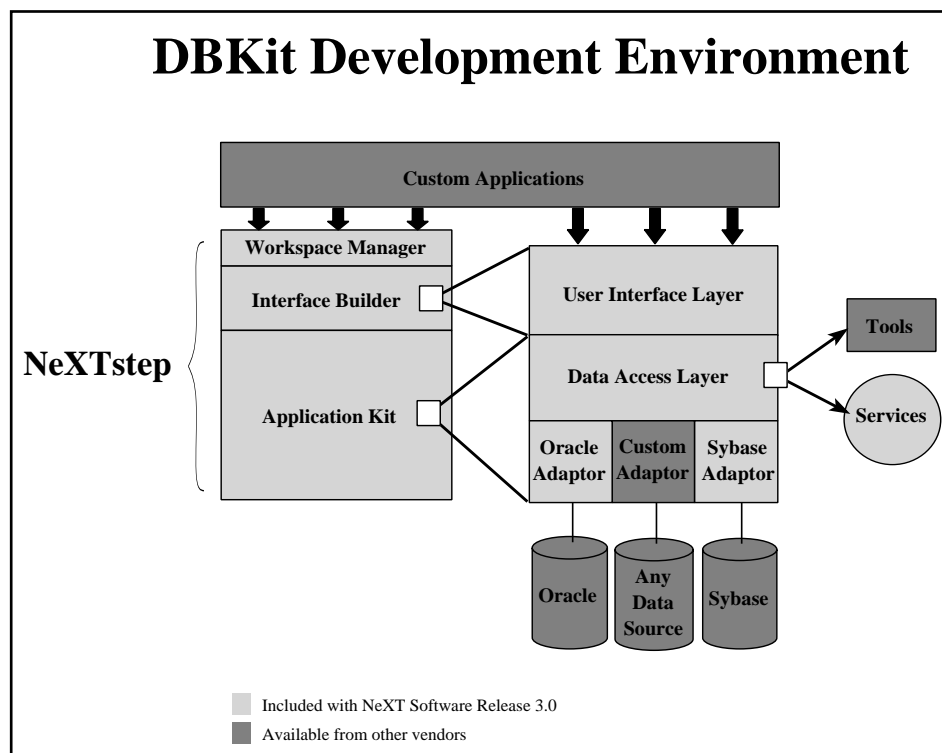 DBKit Development Environment
Custom Applications
Workspace Manager
Interface Builder
Application Kit
NeXTstep
User Interface Layer
Data Access Layer
Oracle
Adaptor
Custom
Adaptor
Sybase
Adaptor
Tools
Services
Oracle
Any
Data
Source
Sybase
Included with NeXT Software Release 3.0
Available from other vendors